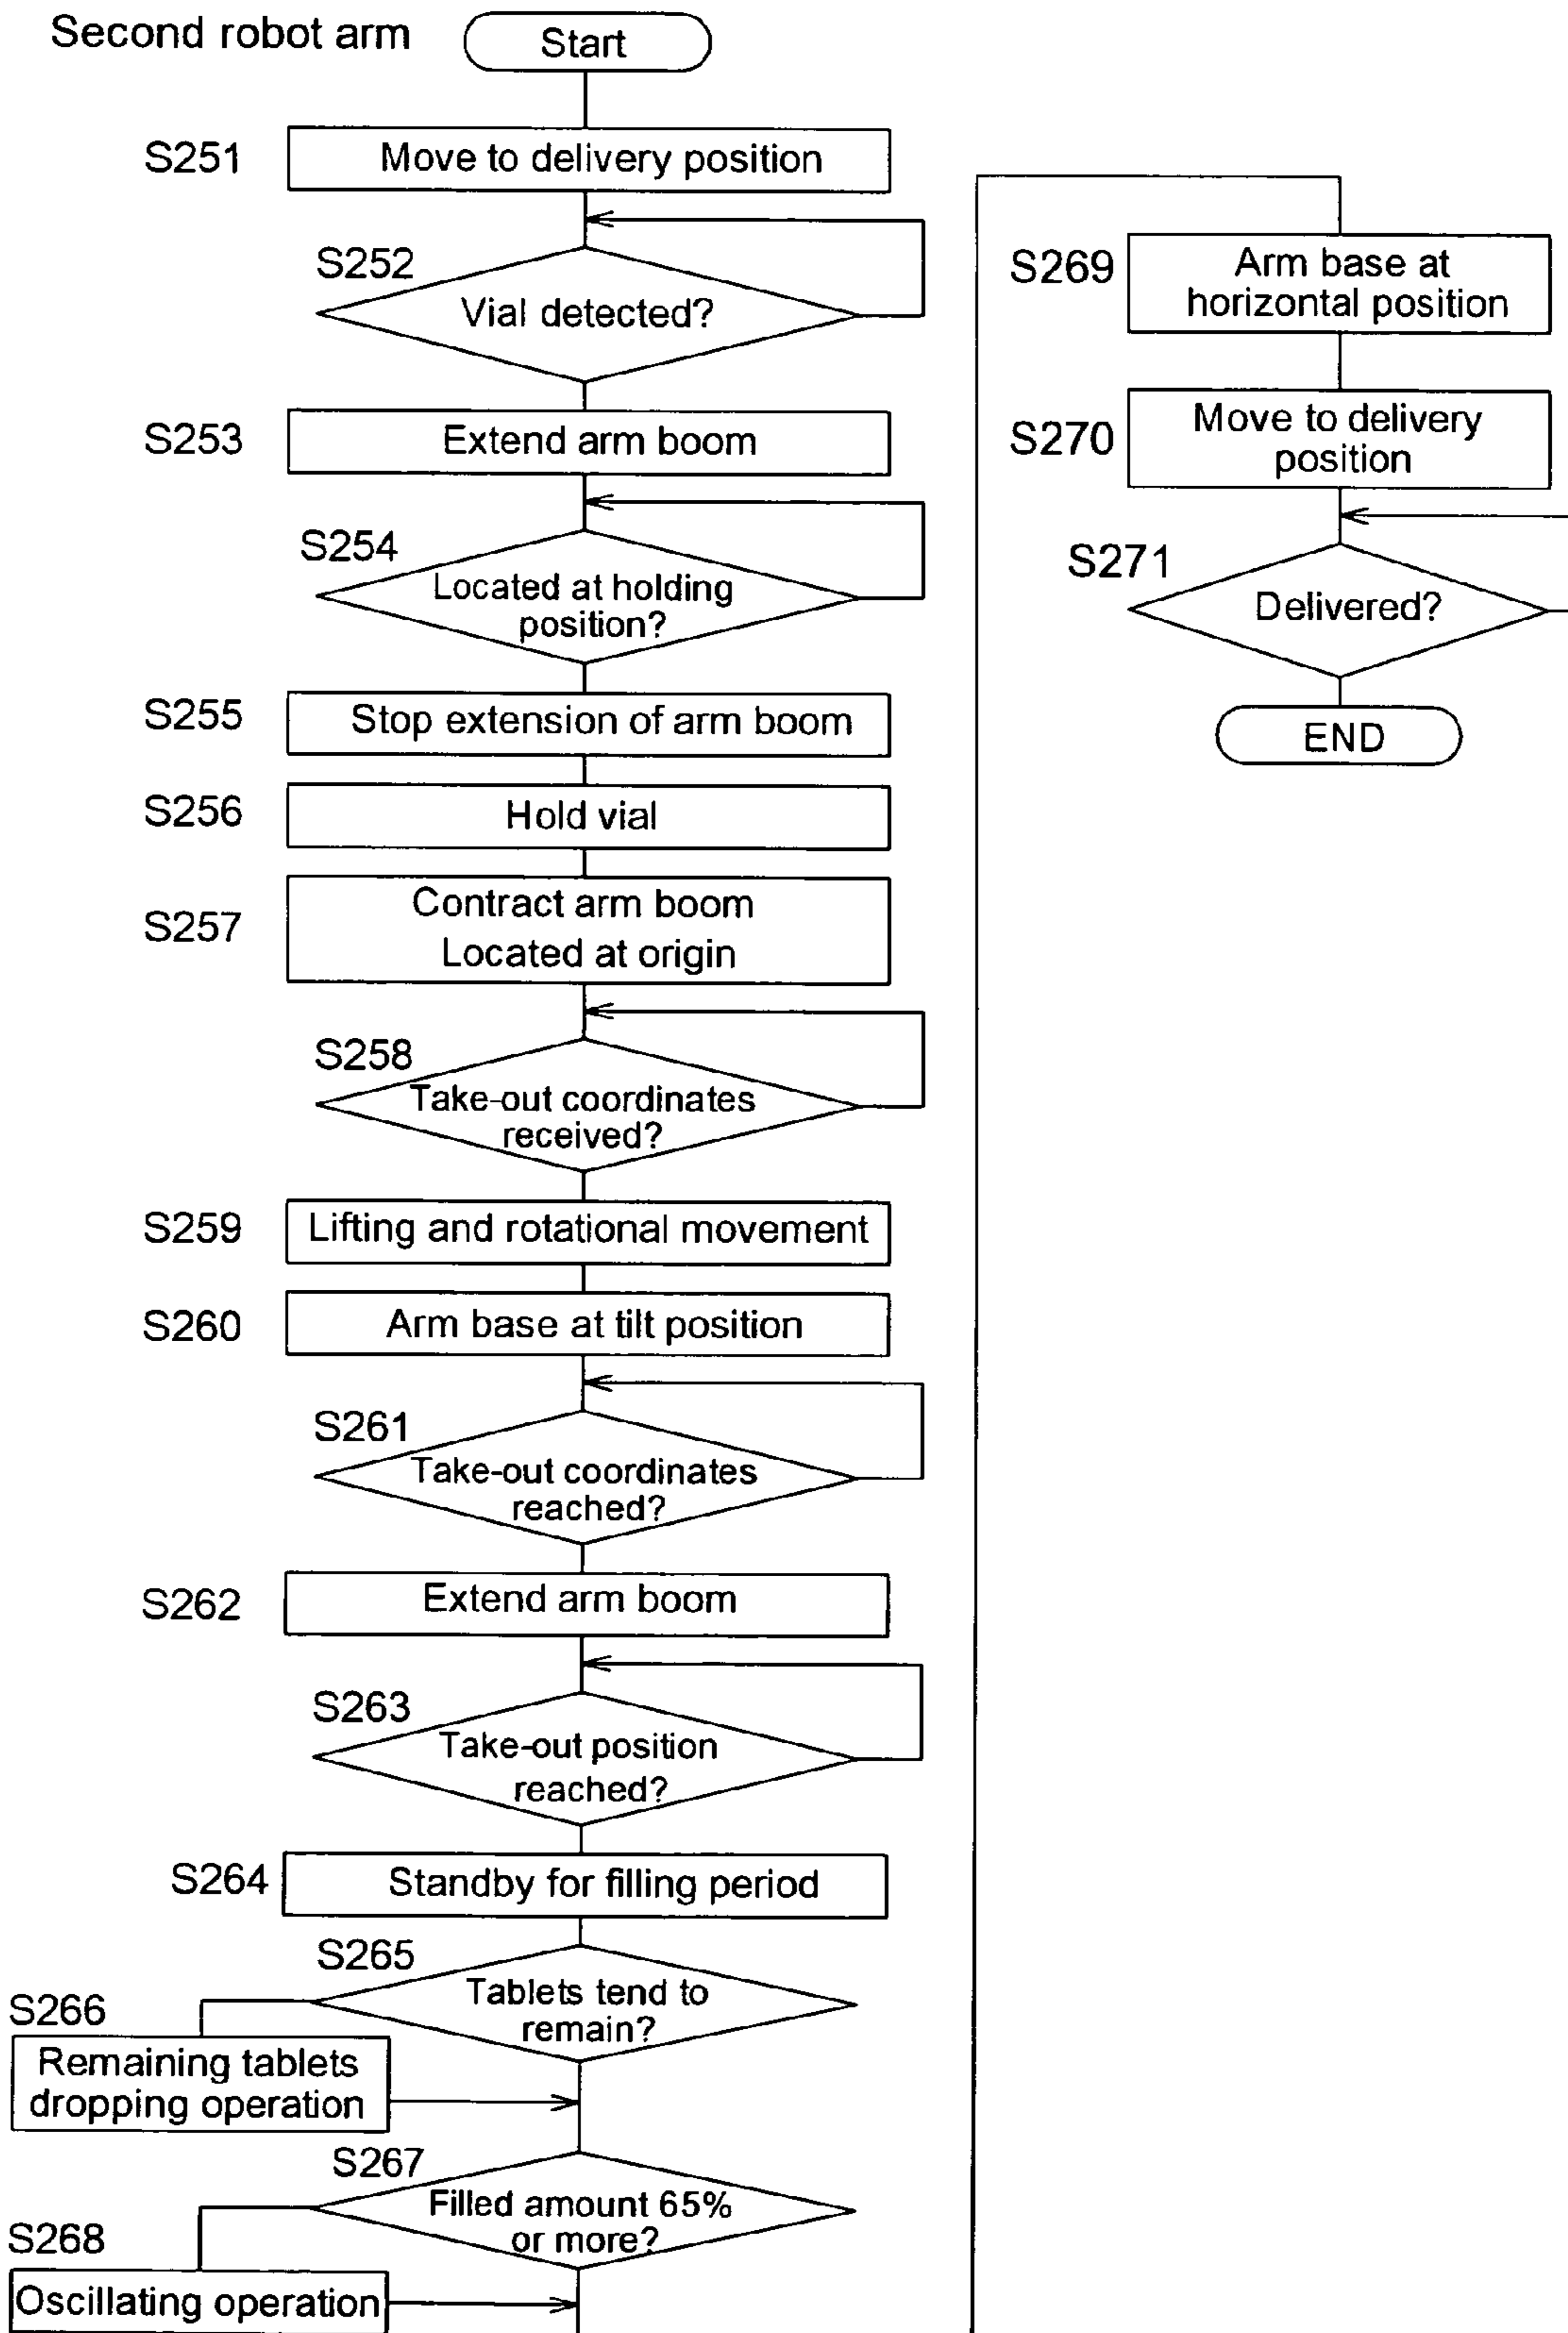 Second robot arm
Start
S251
Move to delivery position
S252
Vial detected?
S253
Extend arm boom
S254
Located at holding
position?
S255
Stop extension of arm boom
S256
Hold vial
S257
Contract arm boom
Located at origin
S258
Take-out coordinates
received?
S259
Lifting and rotational movement
S260
Arm base at tilt position
S261
Take-out coordinates
reached?
S262
Extend arm boom
S263
Take-out position
reached?
S264
Standby for filling period
S265
Tablets tend to
remain?
S266
Remaining tablets
dropping operation
S267
Filled amount 65%
or more?
S268
Oscillating operation
S269
Arm base at
horizontal position
S270
Move to delivery
position
S271
Delivered?
END